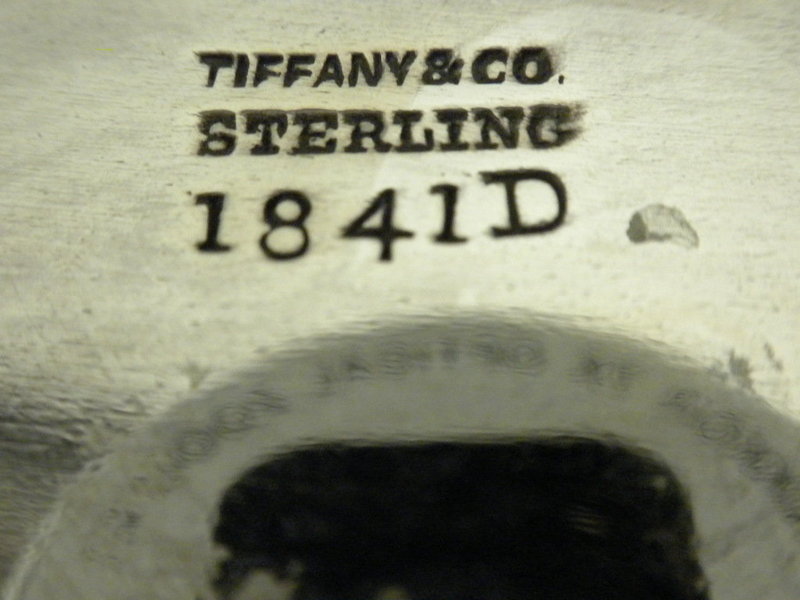 TIFFANY & CO.
STERLING
1841D